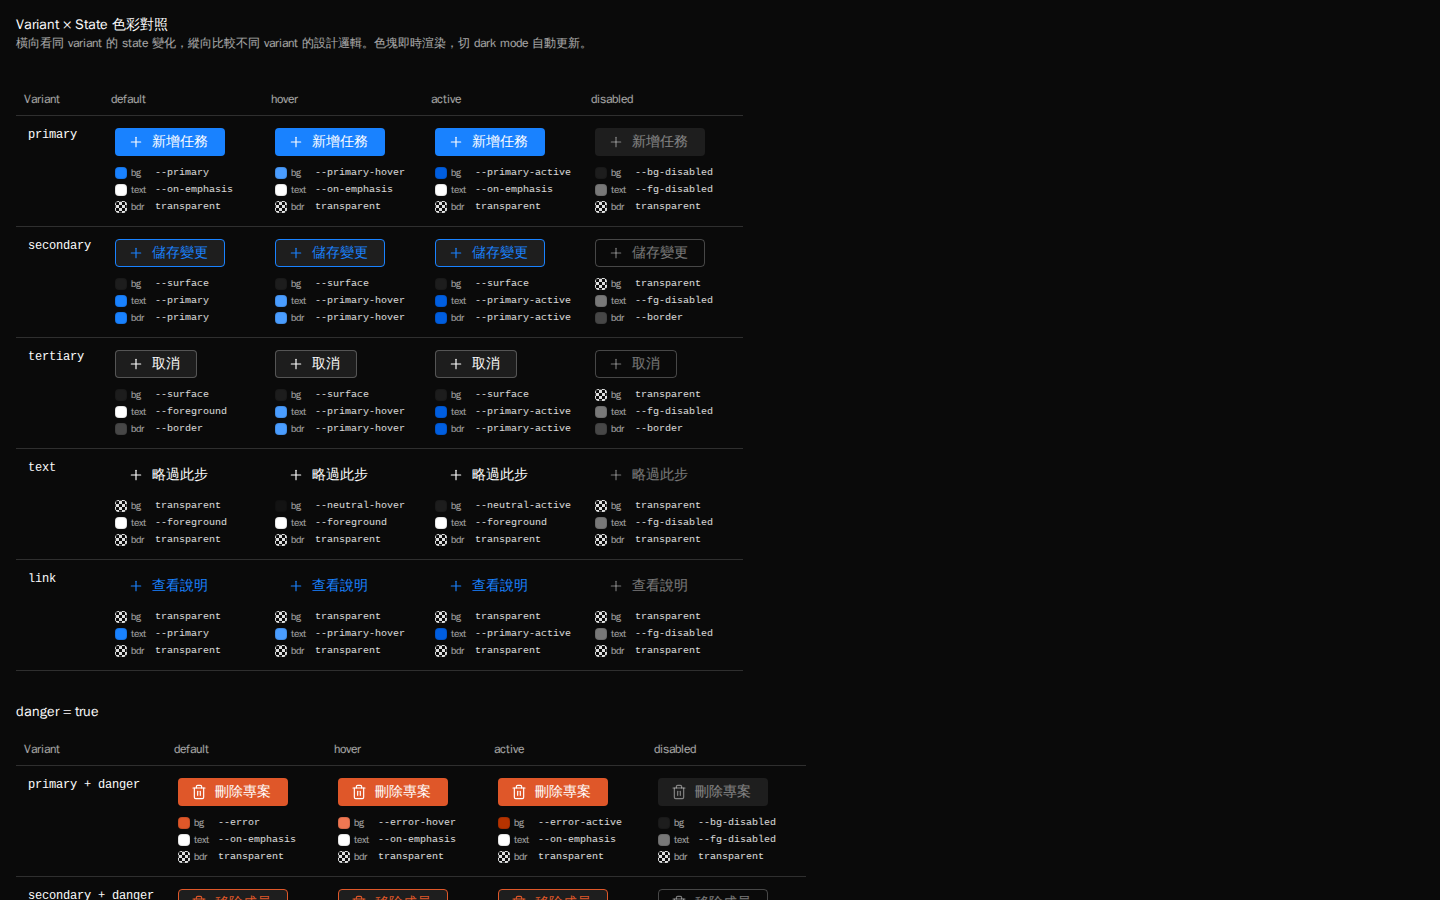 Variant × State 色彩對照
橫向看同 variant 的 state 變化，縱向比較不同 variant 的設計邏輯。色塊即時渲染，切 dark mode 自動更新。
Variant default hover active disabled
primary 新增任務 新增任務 新增任務 新增任務
bg --primary bg --primary-hover bg --primary-active bg --bg-disabled
text --on-emphasis text --on-emphasis text --on-emphasis text --fg-disabled
bdr transparent bdr transparent bdr transparent bdr transparent
secondary 儲存變更 儲存變更 儲存變更 儲存變更
bg --surface bg --surface bg --surface bg transparent
text --primary text --primary-hover text --primary-active text --fg-disabled
bdr --primary bdr --primary-hover bdr --primary-active bdr --border
tertiary 取消 取消 取消 取消
bg --surface bg --surface bg --surface bg transparent
text --foreground text --primary-hover text --primary-active text --fg-disabled
bdr --border bdr --primary-hover bdr --primary-active bdr --border
text 略過此步 略過此步 略過此步 略過此步
bg transparent bg --neutral-hover bg --neutral-active bg transparent
text --foreground text --foreground text --foreground text --fg-disabled
bdr transparent bdr transparent bdr transparent bdr transparent
link 查看說明 查看說明 查看說明 查看說明
bg transparent bg transparent bg transparent bg transparent
text --primary text --primary-hover text --primary-active text --fg-disabled
bdr transparent bdr transparent bdr transparent bdr transparent
danger = true
Variant default hover active disabled
primary + danger 刪除專案 刪除專案 刪除專案 刪除專案
bg --error bg --error-hover bg --error-active bg --bg-disabled
text --on-emphasis text --on-emphasis text --on-emphasis text --fg-disabled
bdr transparent bdr transparent bdr transparent bdr transparent
secondary + danger